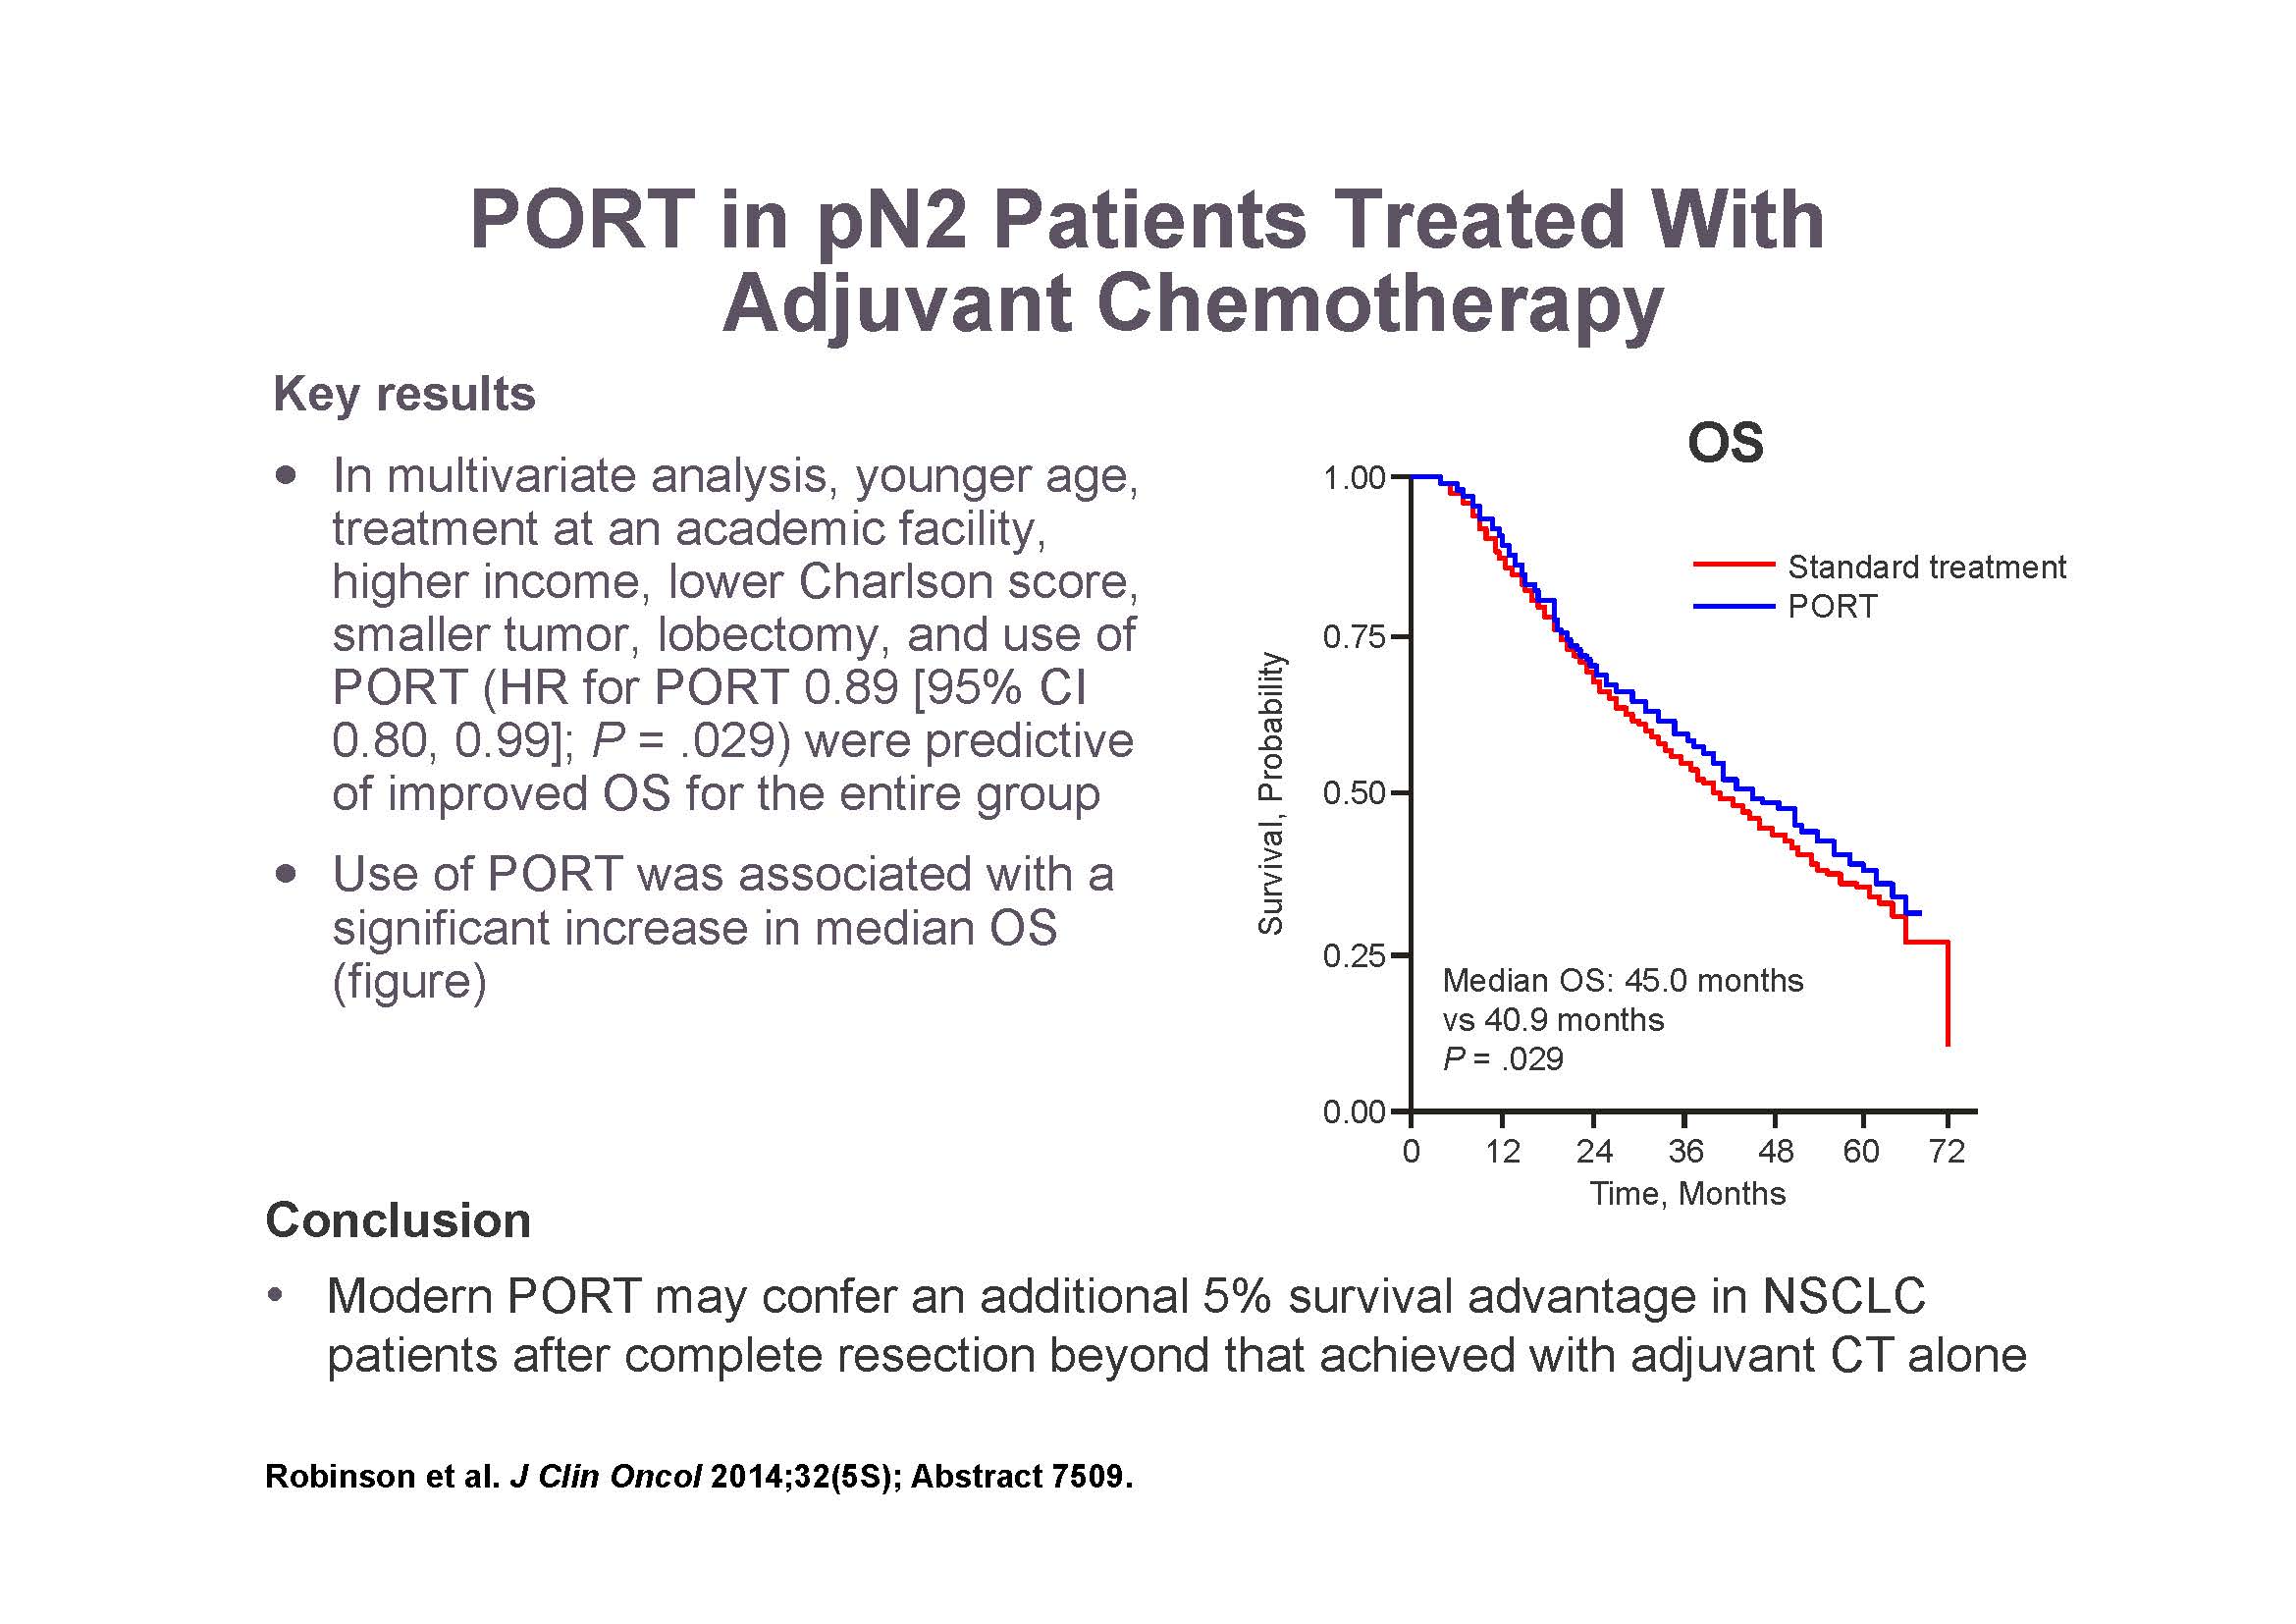 PORT in pN2 Patients Treated With
Adjuvant Chemotherapy
Key results
• In multivariate analysis, younger age,
treatment at an academic facility,
higher income, lower Charlson score,
smaller tumor, lobectomy, and use of
PORT (HR for PORT 0.89 [95% CI
0.80, 0.99]; P = .029) were predictive
of improved OS for the entire group
• Use of PORT was associated with a
significant increase in median OS
(figure)
OS
Standard treatment
PORT
Survival, Probability
1.00
0.75
0.50
0.25
0.00
Median OS: 45.0 months
vs 40.9 months
P = .029
0 12 24 36 48 60 72
Time, Months
Conclusion
• Modern PORT may confer an additional 5% survival advantage in NSCLC
patients after complete resection beyond that achieved with adjuvant CT alone
Robinson et al. J Clin Oncol 2014;32(5S); Abstract 7509.